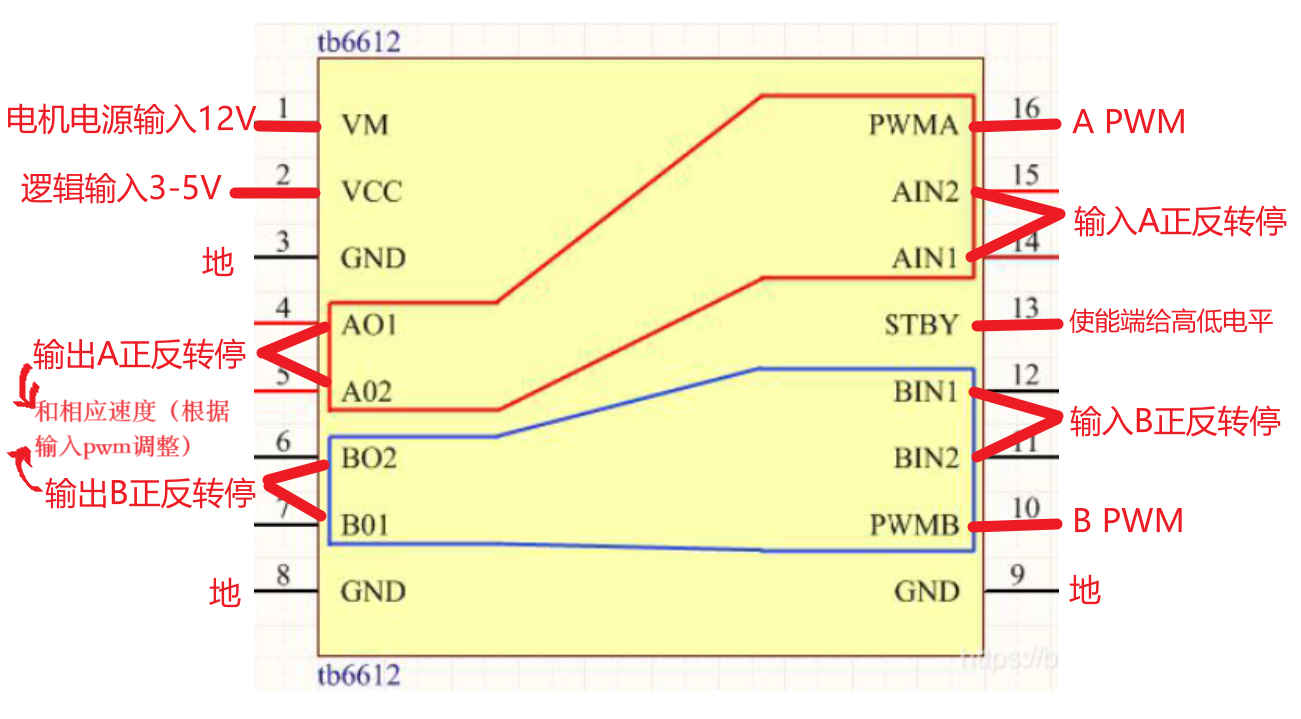 tb6612
电机电源输入12V
1
VM
PWMA
16
A PWM
逻辑输入3-5V
2
VCC
AIN2
15
输入A正反转停
地
3
GND
AIN1
14
4
AO1
STBY
13
使能端给高低电平
输出A正反转停
5
A02
BIN1
12
和相应速度（根据
输入pwm调整）
输入B正反转停
6
BO2
BIN2
11
输出B正反转停
7
B01
PWMB
10
B PWM
地
8
GND
GND
9
地
https://b
tb6612